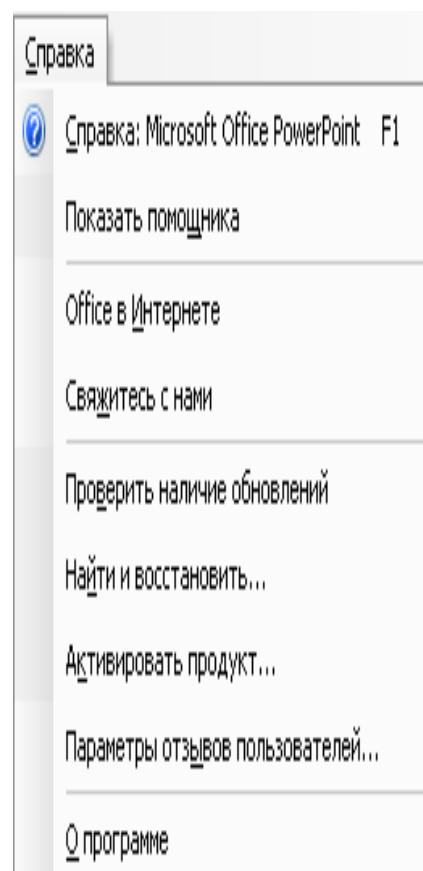 Справка
Справка: Microsoft Office PowerPoint F1
Показать помощника
Office в Интернете
Свяжитесь с нами
Проверить наличие обновлений
Найти и восстановить...
Активировать продукт...
Параметры отзывов пользователей...
О программе